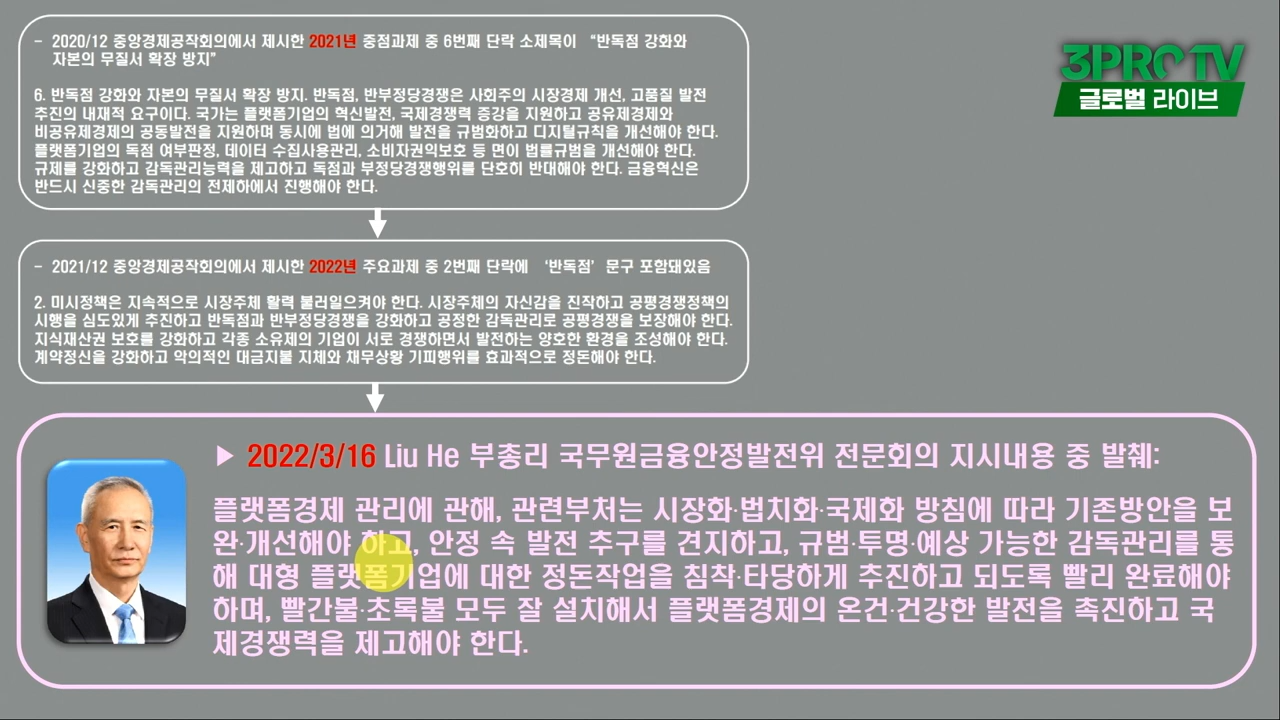 - 2020/12 중앙경제공작회의에서 제시한 2021년 중점과제 중 6번째 단락 소제목이 “반독점 강화와
자본의 무질서 확장 방지”
6. 반독점 강화와 자본의 무질서 확장 방지. 반독점, 반부정당경쟁은 사회주의 시장경제 개선, 고품질 발전
추진의 내재적 요구이다. 국가는 플랫폼기업의 혁신발전, 국제경쟁력 증강을 지원하고 공유제경제와
비공유제경제의 공동발전을 지원하며 동시에 법에 의거해 발전을 규범화하고 디지털규칙을 개선해야 한다.
플랫폼기업의 독점 여부판정, 데이터 수집사용관리, 소비자권익보호 등 면이 법률규범을 개선해야 한다.
규제를 강화하고 감독관리능력을 제고하고 독점과 부정당경쟁행위를 단호히 반대해야 한다. 금융혁신은
반드시 신중한 감독관리의 전제하에서 진행해야 한다.
3PRO TV
글로벌 라이브
- 2021/12 중앙경제공작회의에서 제시한 2022년 주요과제 중 2번째 단락에 ‘반독점’ 문구 포함돼있음
2. 미시정책은 지속적으로 시장주체 활력 불러일으켜야 한다. 시장주체의 자신감을 진작하고 공평경쟁정책의
시행을 심도있게 추진하고 반독점과 반부정당경쟁을 강화하고 공정한 감독관리로 공평경쟁을 보장해야 한다.
지식재산권 보호를 강화하고 각종 소유제의 기업이 서로 경쟁하면서 발전하는 양호한 환경을 조성해야 한다.
계약정신을 강화하고 악의적인 대금지불 지체와 채무상황 기피행위를 효과적으로 정돈해야 한다.
▶ 2022/3/16 Liu He 부총리 국무원금융안정발전위 전문회의 지시내용 중 발췌:
플랫폼경제 관리에 관해, 관련부처는 시장화·법치화·국제화 방침에 따라 기존방안을 보
완·개선해야 하고, 안정 속 발전 추구를 견지하고, 규범·투명·예상 가능한 감독관리를 통
해 대형 플랫폼기업에 대한 정돈작업을 침착·타당하게 추진하고 되도록 빨리 완료해야
하며, 빨간불·초록불 모두 잘 설치해서 플랫폼경제의 온건·건강한 발전을 촉진하고 국
제경쟁력을 제고해야 한다.